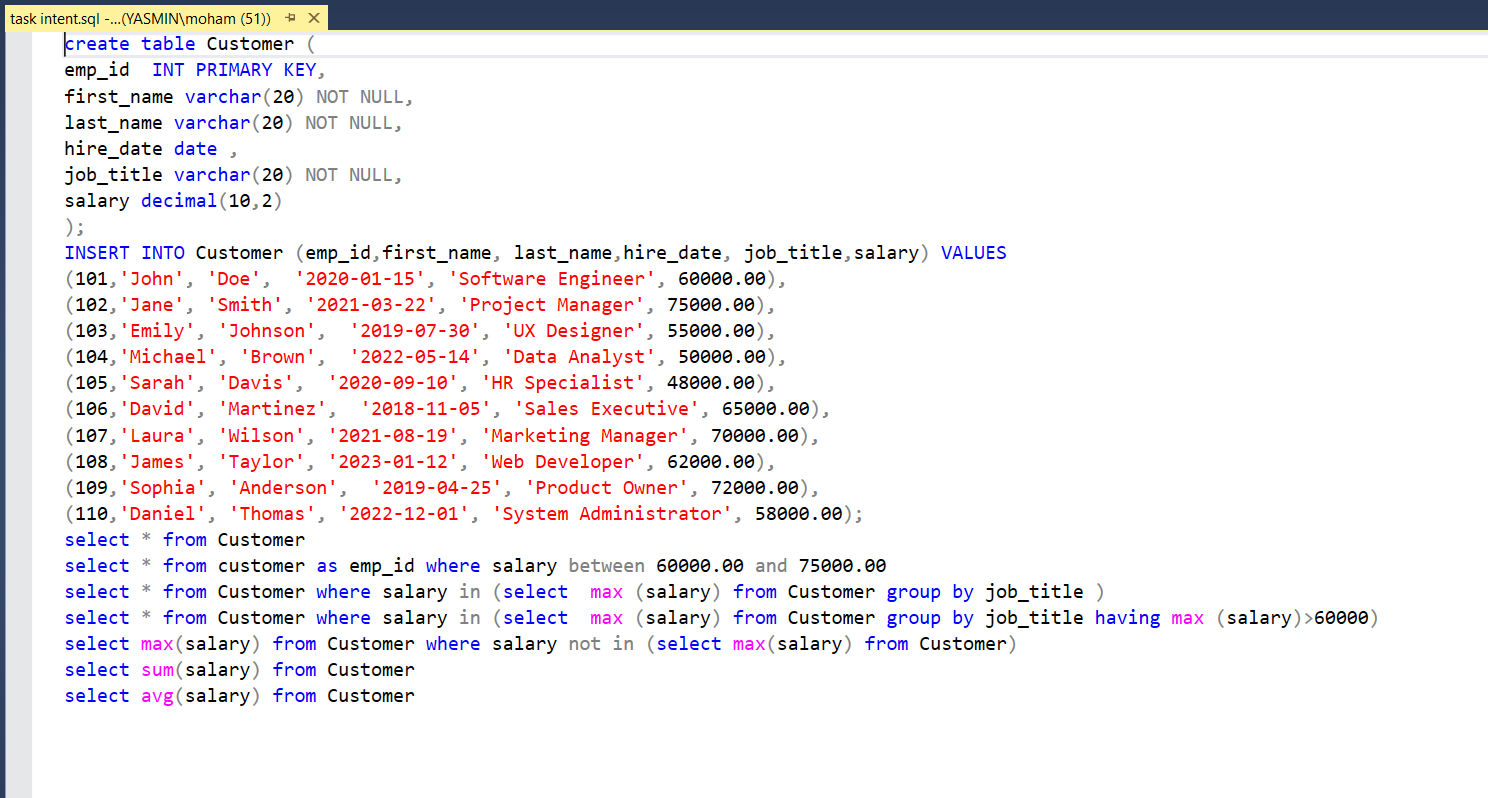 task intent.sql -...(YASMIN\moham (51))
create table Customer (
emp_id  INT PRIMARY KEY,
first_name varchar(20) NOT NULL,
last_name varchar(20) NOT NULL,
hire_date date ,
job_title varchar(20) NOT NULL,
salary decimal(10,2)
);
INSERT INTO Customer (emp_id,first_name, last_name,hire_date, job_title,salary) VALUES
(101,'John', 'Doe',  '2020-01-15', 'Software Engineer', 60000.00),
(102,'Jane', 'Smith', '2021-03-22', 'Project Manager', 75000.00),
(103,'Emily', 'Johnson',  '2019-07-30', 'UX Designer', 55000.00),
(104,'Michael', 'Brown',  '2022-05-14', 'Data Analyst', 50000.00),
(105,'Sarah', 'Davis',  '2020-09-10', 'HR Specialist', 48000.00),
(106,'David', 'Martinez',  '2018-11-05', 'Sales Executive', 65000.00),
(107,'Laura', 'Wilson', '2021-08-19', 'Marketing Manager', 70000.00),
(108,'James', 'Taylor', '2023-01-12', 'Web Developer', 62000.00),
(109,'Sophia', 'Anderson',  '2019-04-25', 'Product Owner', 72000.00),
(110,'Daniel', 'Thomas', '2022-12-01', 'System Administrator', 58000.00);
select * from Customer
select * from customer as emp_id where salary between 60000.00 and 75000.00
select * from Customer where salary in (select  max (salary) from Customer group by job_title )
select * from Customer where salary in (select  max (salary) from Customer group by job_title having max (salary)>60000)
select max(salary) from Customer where salary not in (select max(salary) from Customer)
select sum(salary) from Customer
select avg(salary) from Customer